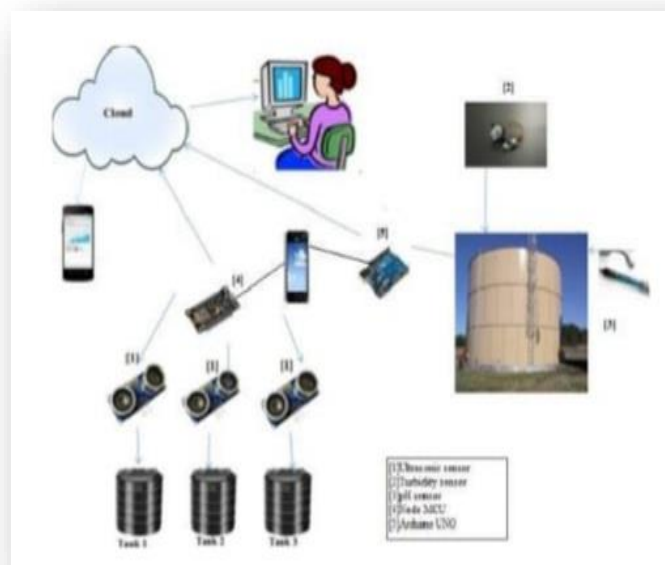 Cloud
[2]
[5]
[4]
[3]
[1]
[1]
[1]
[1]Ultrasonic sensor
[2]Turbidity sensor
[3]pH sensor
[4]Node MCU
[5]Arduino UNO
Tank 1
Tank 2
Tank 3